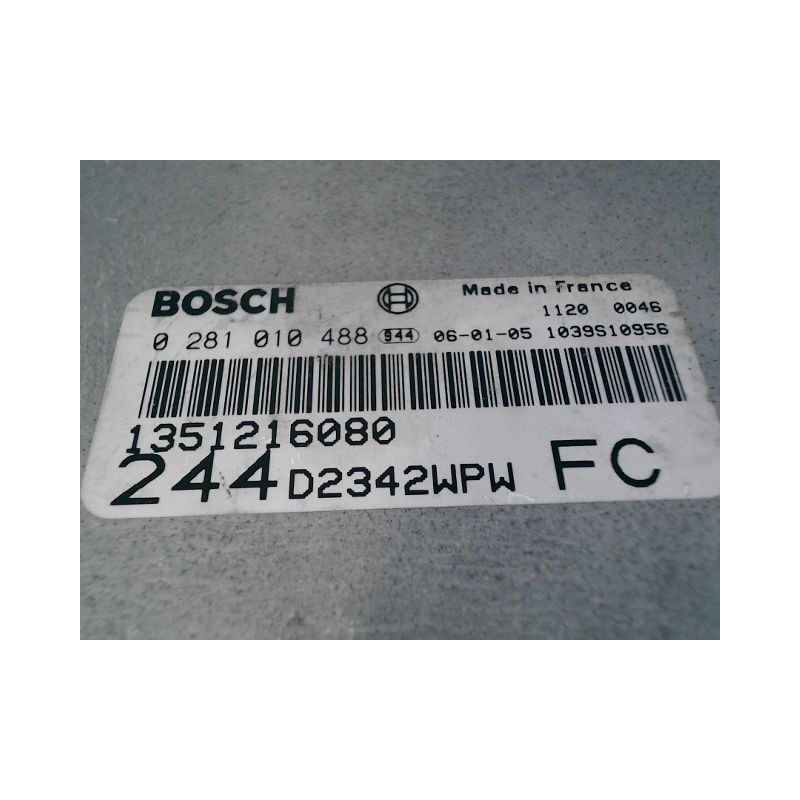 BOSCH Made in France
1120 0046
0 281 010 488 944 06-01-05 1039S10956
1351216080
244 D2342WPW FC